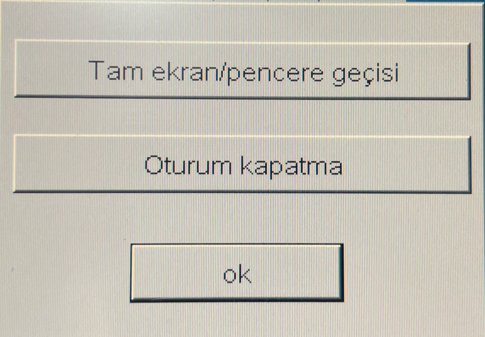 Tam ekran/pencere geçisi
Oturum kapatma
ok